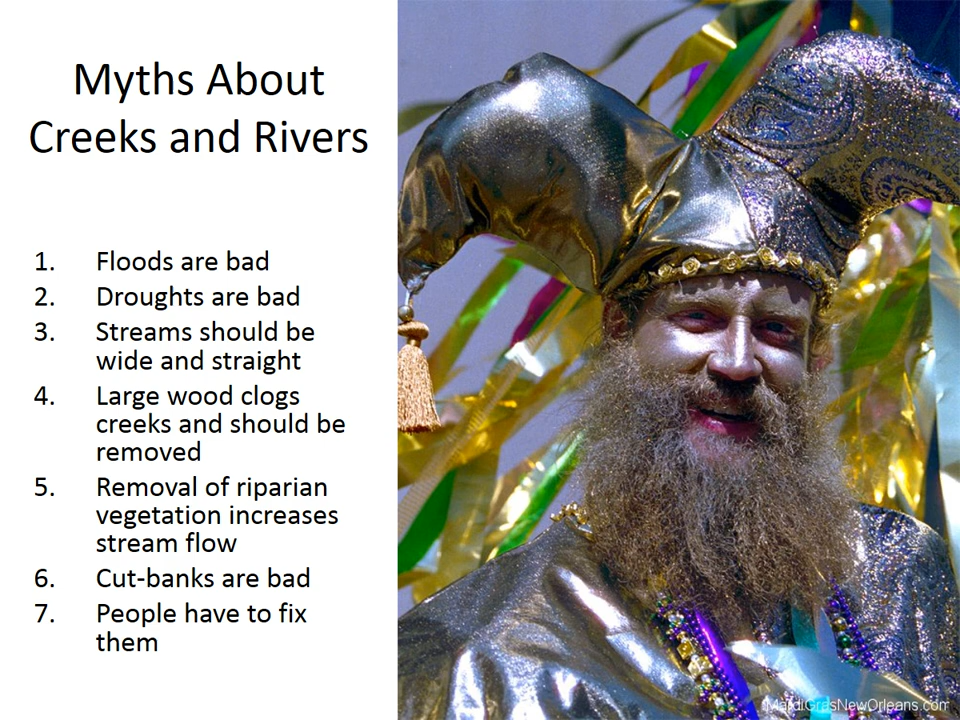 Myths About
Creeks and Rivers
1. Floods are bad
2. Droughts are bad
3. Streams should be
wide and straight
4. Large wood clogs
creeks and should be
removed
5. Removal of riparian
vegetation increases
stream flow
6. Cut-banks are bad
7. People have to fix
them
MardiGrasNewOrleans.com